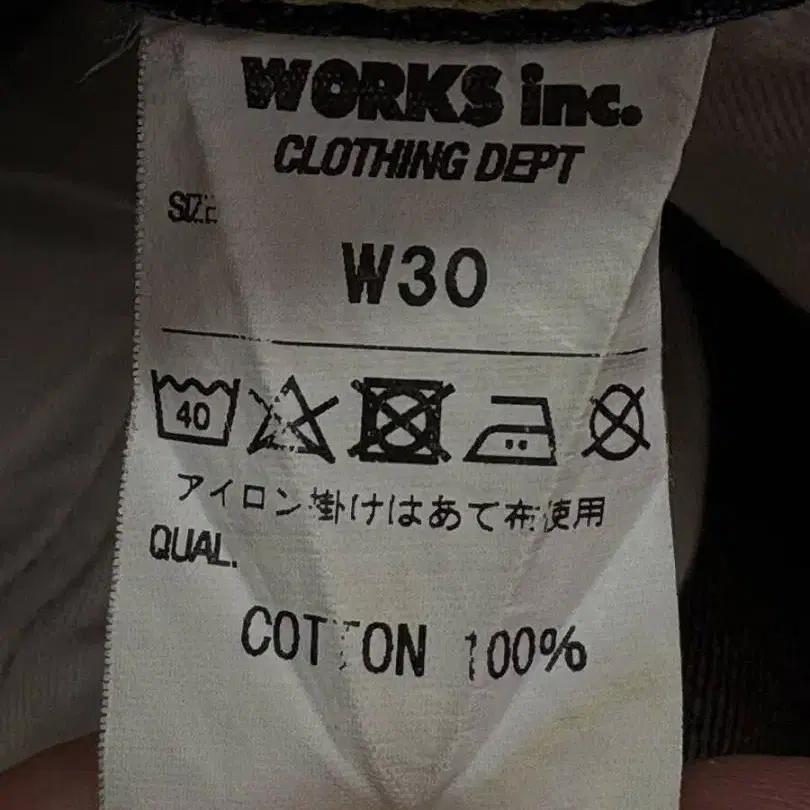 WORKS inc.
CLOTHING DEPT
SIZE
W30
40
アイロン掛けはあて布使用
QUAL.
COTTON 100%